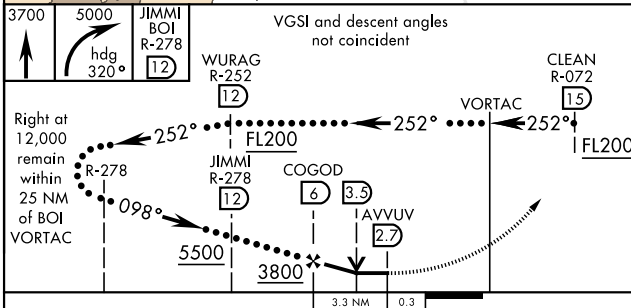 3700
5000
hdg
320°
JIMMI
BOI
R-278
12
VGSI and descent angles
not coincident
WURAG
R-252
12
CLEAN
R-072
15
VORTAC
252°
252°
252°
FL200
FL200
Right at
12,000
remain
within
25 NM
of BOI
VORTAC
R-278
098°
JIMMI
R-278
12
COGOD
6
3.5
AVVUV
2.7
5500
3800
3.3 NM
0.3